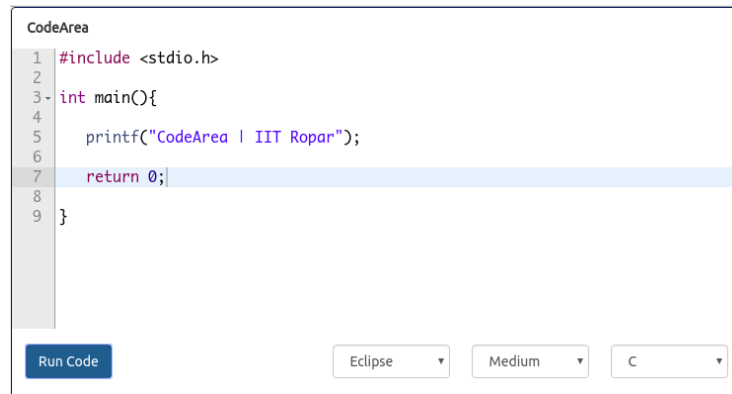 CodeArea
1 #include <stdio.h>
2
3 int main(){
4
5    printf("CodeArea | IIT Ropar");
6
7    return 0;
8
9 }
Run Code Eclipse Medium C